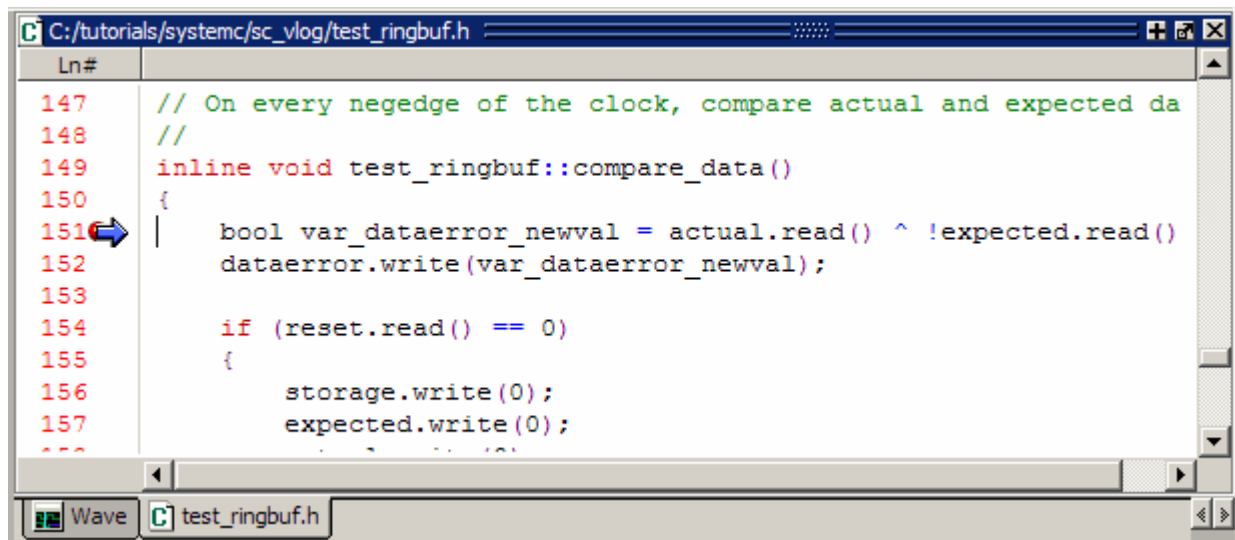 C:/tutorials/systemc/sc_vlog/test_ringbuf.h
Ln#
147 // On every negedge of the clock, compare actual and expected da
148 //
149 inline void test_ringbuf::compare_data()
150 {
151 bool var_dataerror_newval = actual.read() ^ !expected.read()
152 dataerror.write(var_dataerror_newval);
153
154 if (reset.read() == 0)
155 {
156 storage.write(0);
157 expected.write(0);
Wave test_ringbuf.h